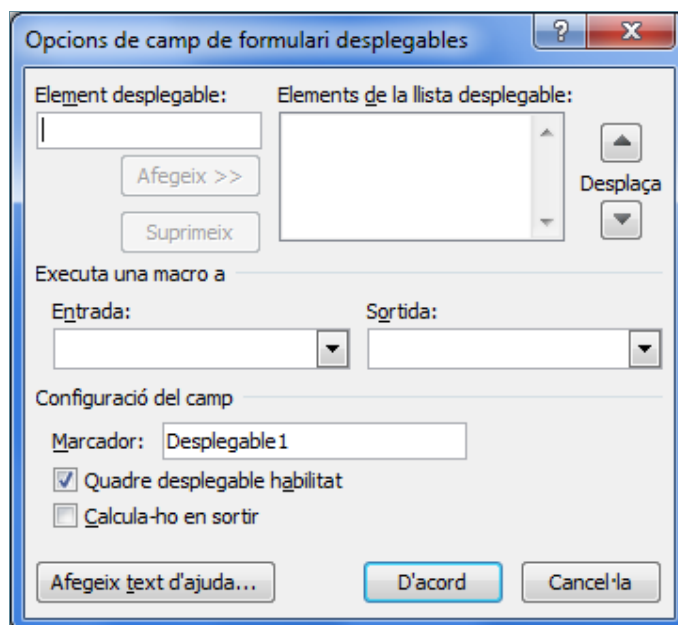 Opcions de camp de formulari desplegables
Element desplegable:
Elements de la llista desplegable:
Afegeix >>
Desplaça
Suprimeix
Executa una macro a
Entrada:
Sortida:
Configuració del camp
Marcador: Desplegable1
Quadre desplegable habilitat
Calcula-ho en sortir
Afegeix text d'ajuda... D'acord Cancel·la